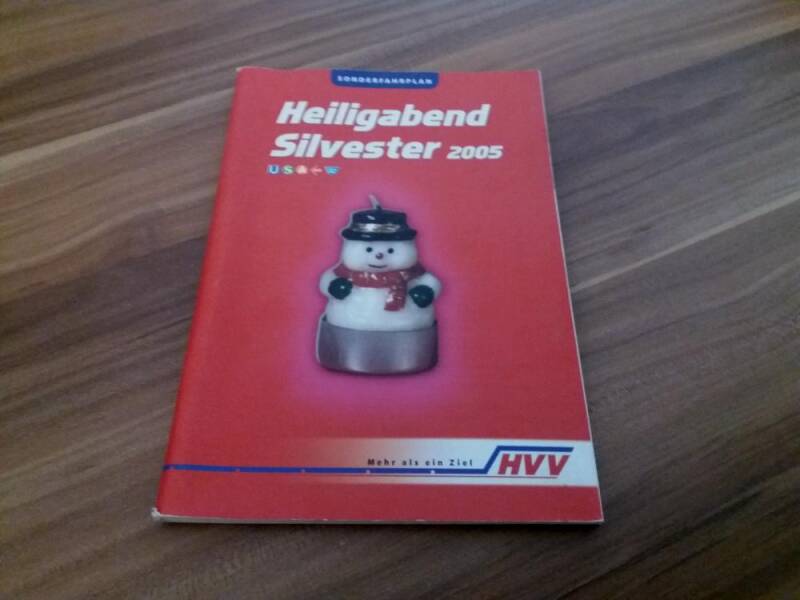 SONDERFAHRPLAN
Heiligabend
Silvester 2005
U S A
Mehr als ein Ziel
HVV